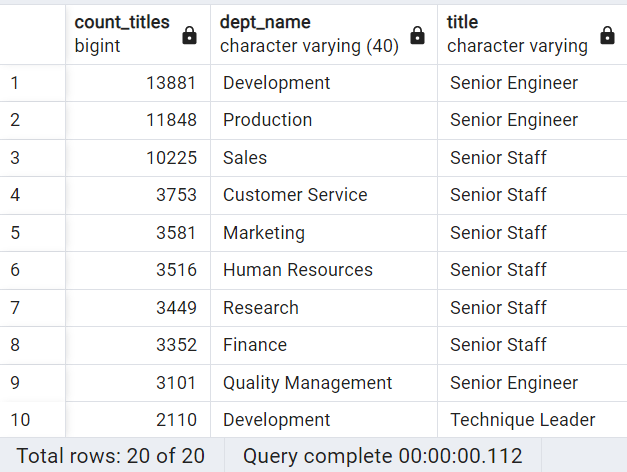 count_titles dept_name title
bigint character varying (40) character varying
1 13881 Development Senior Engineer
2 11848 Production Senior Engineer
3 10225 Sales Senior Staff
4 3753 Customer Service Senior Staff
5 3581 Marketing Senior Staff
6 3516 Human Resources Senior Staff
7 3449 Research Senior Staff
8 3352 Finance Senior Staff
9 3101 Quality Management Senior Engineer
10 2110 Development Technique Leader
Total rows: 20 of 20 Query complete 00:00:00.112